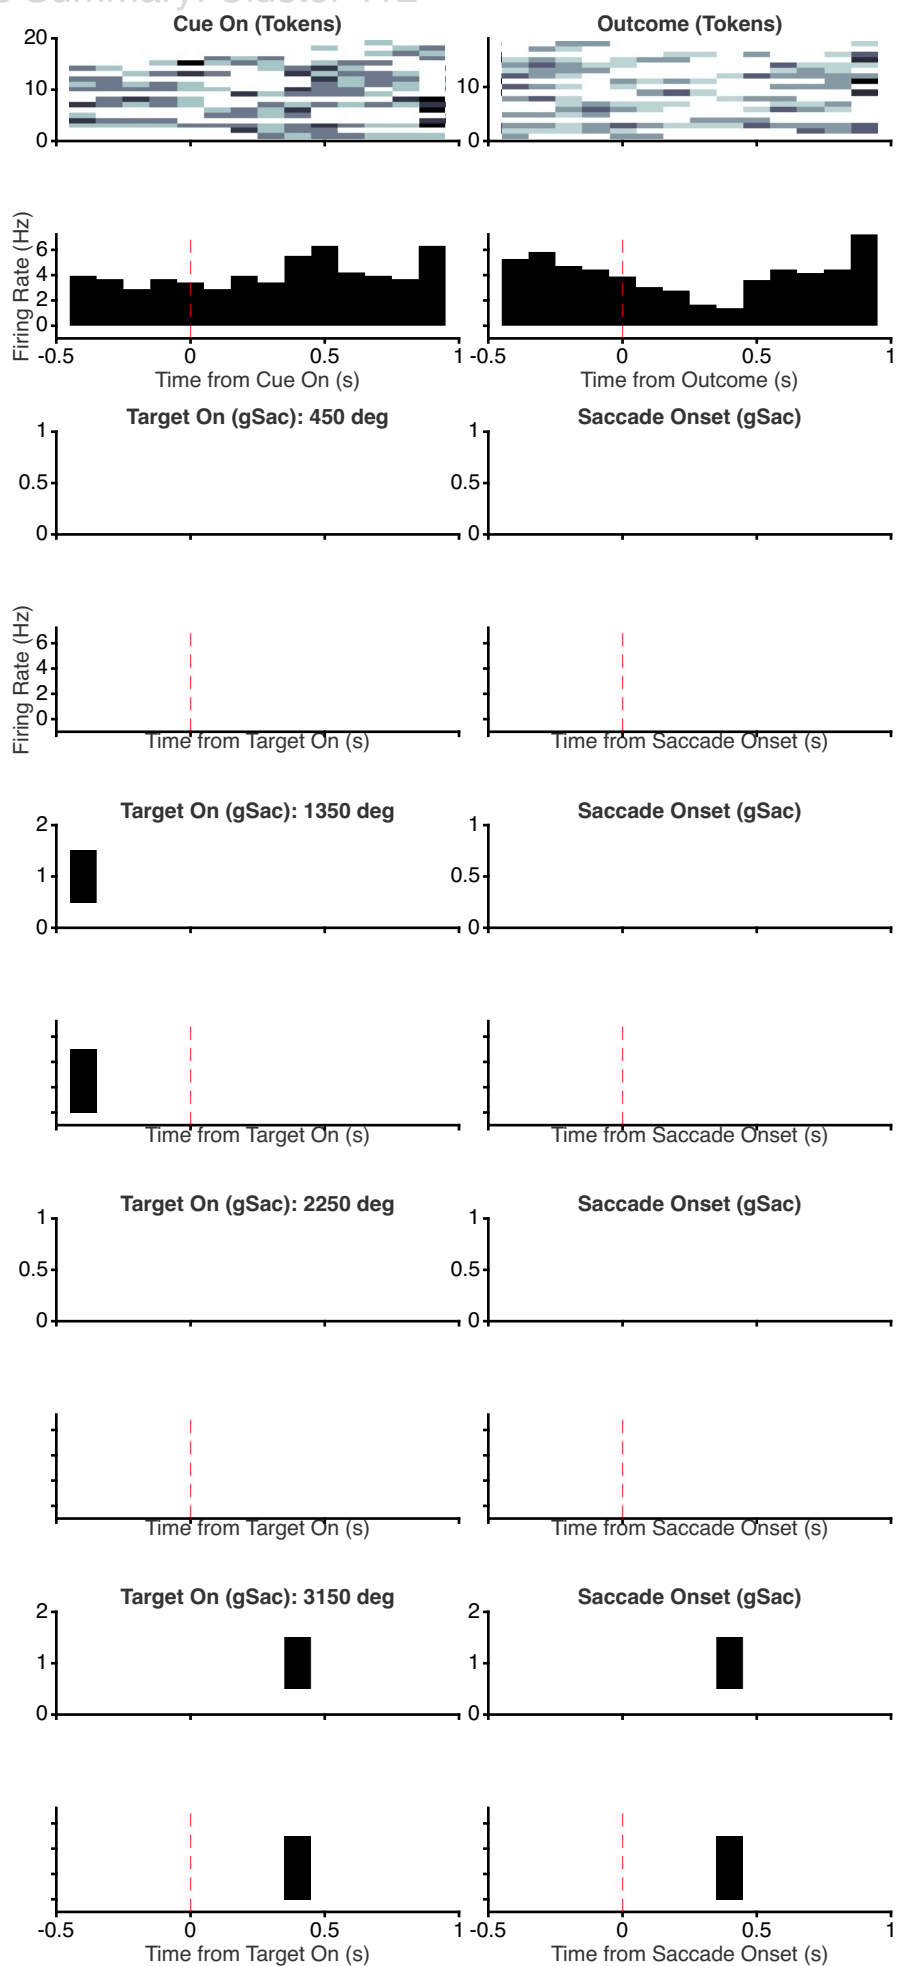 Summary: Cluster 112
Cue On (Tokens) Outcome (Tokens)
20
10 10
0 0
Firing Rate (Hz)
6
4
2
0
-0.5 0 0.5 1 -0.5 0 0.5 1
Time from Cue On (s) Time from Outcome (s)
Target On (gSac): 450 deg Saccade Onset (gSac)
1 1
0.5 0.5
0 0
Firing Rate (Hz)
6
4
2
0
Time from Target On (s) Time from Saccade Onset (s)
Target On (gSac): 1350 deg Saccade Onset (gSac)
2 1
1 0.5
0 0
Time from Target On (s) Time from Saccade Onset (s)
Target On (gSac): 2250 deg Saccade Onset (gSac)
1 1
0.5 0.5
0 0
Time from Target On (s) Time from Saccade Onset (s)
Target On (gSac): 3150 deg Saccade Onset (gSac)
2 2
1 1
0 0
-0.5 0 0.5 1 -0.5 0 0.5 1
Time from Target On (s) Time from Saccade Onset (s)